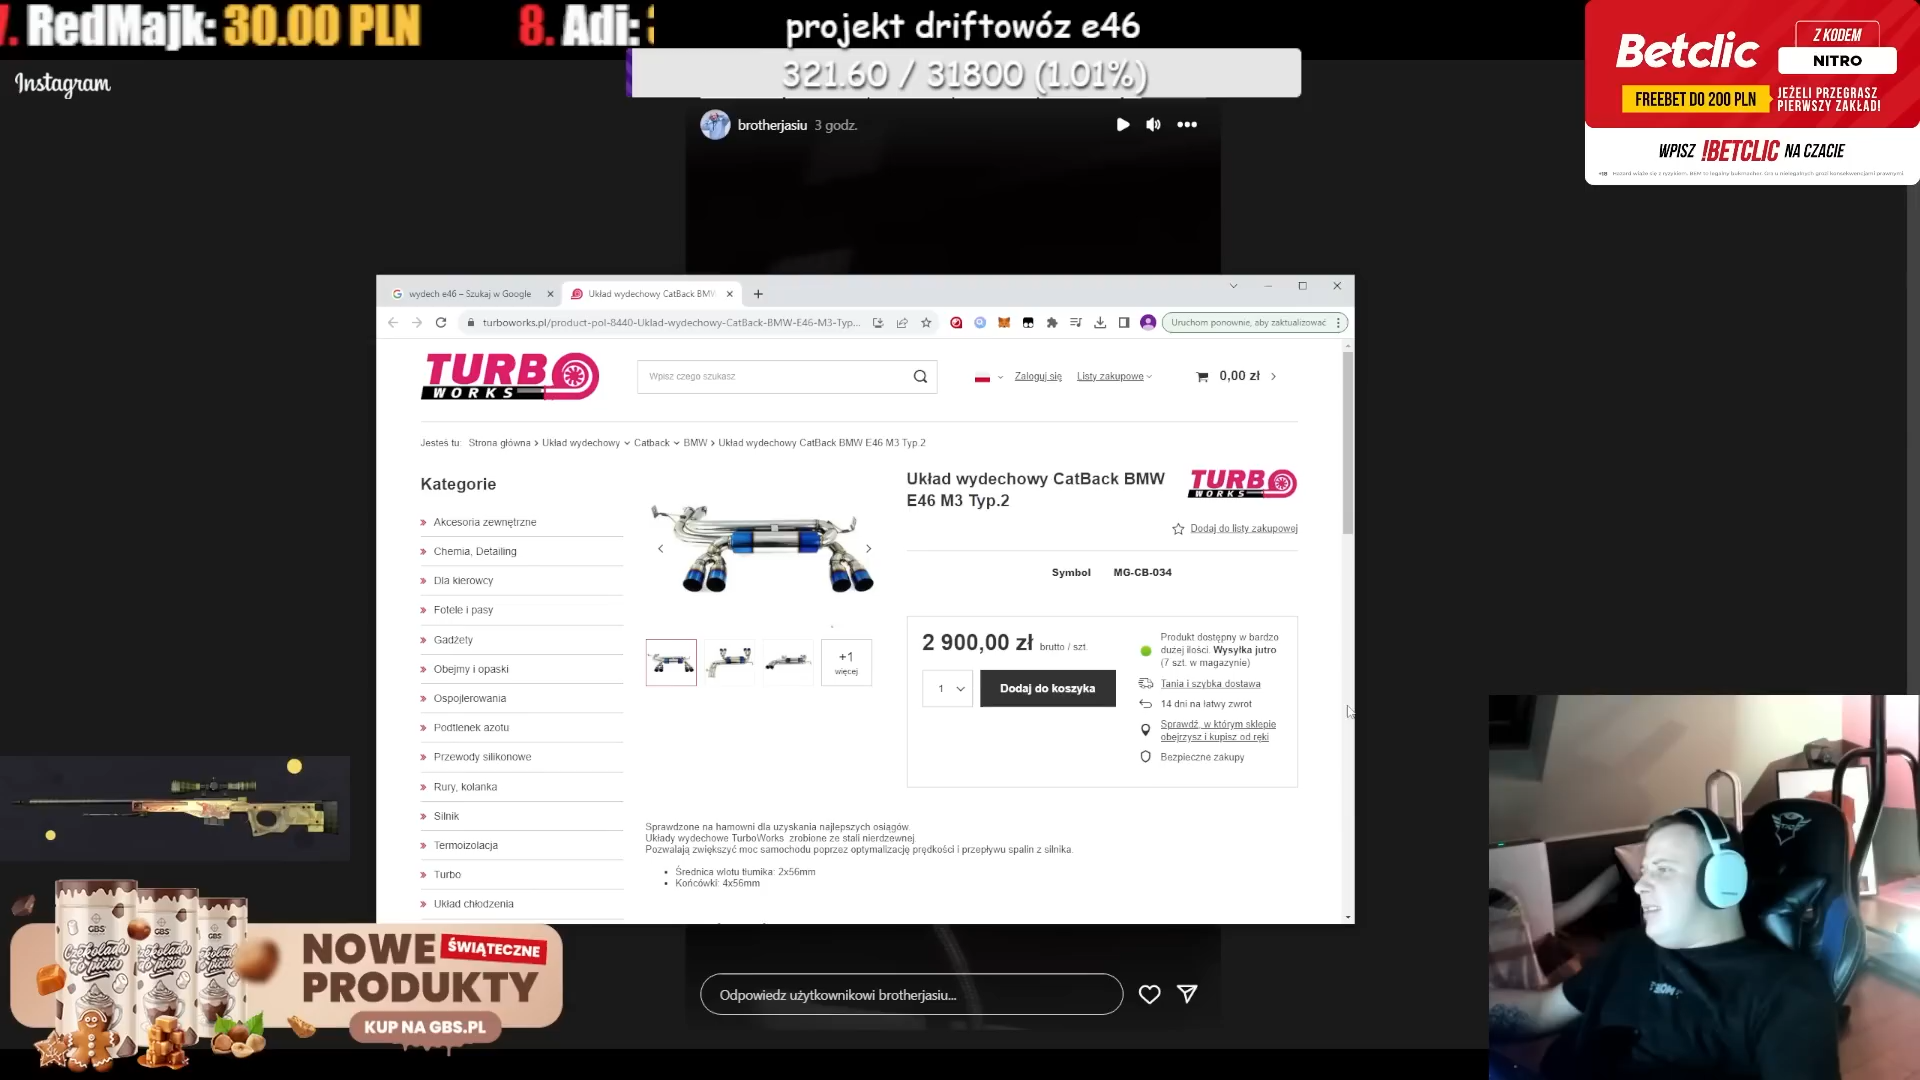 7. RedMajk: 30.00 PLN 8. Adi:
projekt driftowóz e46
321.60 / 31800 (1.01%)
Instagram
brotherjasiu 3 godz.
Betclic
Z KODEM
NITRO
FREEBET DO 200 PLN
JEŻELI PRZEGRASZ
PIERWSZY ZAKŁAD!
WPISZ !BETCLIC NA CZACIE
wydech e46 – Szukaj w Google
Układ wydechowy CatBack BMW
turboworks.pl/product-pol-8440-Uklad-wydechowy-CatBack-BMW-E46-M3-Typ...
Uruchom ponownie, aby zaktualizować
TURBO
WORKS
Wpisz czego szukasz
Zaloguj się
Listy zakupowe
0,00 zł
Jesteś tu: Strona główna Układ wydechowy Catback BMW Układ wydechowy CatBack BMW E46 M3 Typ.2
Kategorie
Akcesoria zewnętrzne
Chemia, Detailing
Dla kierowcy
Fotele i pasy
Gadżety
Obejmy i opaski
Ospojlerowania
Podtlenek azotu
Przewody silikonowe
Rury, kolanka
Silnik
Termoizolacja
Turbo
Układ chłodzenia
+1
więcej
Układ wydechowy CatBack BMW
E46 M3 Typ.2
TURBO
WORKS
Dodaj do listy zakupowej
Symbol MG-CB-034
2 900,00 zł brutto / szt.
1
Dodaj do koszyka
Produkt dostępny w bardzo
dużej ilości. Wysyłka jutro
(7 szt. w magazynie)
Tania i szybka dostawa
14 dni na łatwy zwrot
Sprawdź, w którym sklepie
obejrzysz i kupisz od ręki
Bezpieczne zakupy
Sprawdzone na hamowni dla uzyskania najlepszych osiągów.
Układy wydechowe TurboWorks zrobione ze stali nierdzewnej
Pozwalają zwiększyć moc samochodu poprzez optymalizację prędkości i przepływu spalin z silnika.
Średnica wlotu tłumika: 2x56mm
Końcówki: 4x56mm
GBS
NOWE ŚWIĄTECZNE
PRODUKTY
KUP NA GBS.PL
Odpowiedz użytkownikowi brotherjasiu...